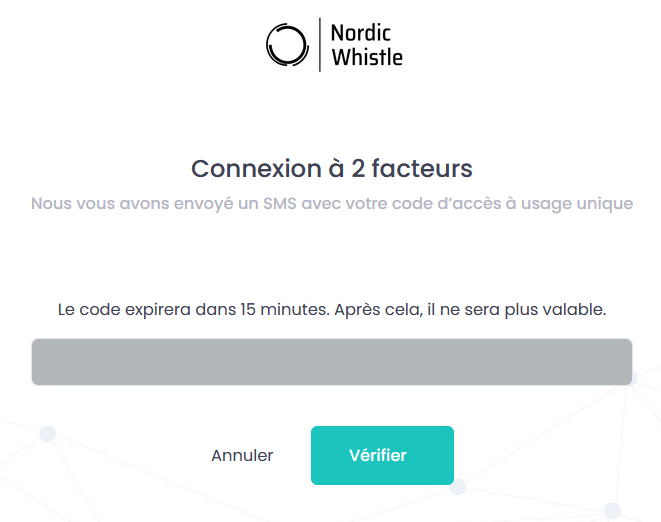 Nordic
Whistle
Connexion à 2 facteurs
Nous vous avons envoyé un SMS avec votre code d’accès à usage unique
Le code expirera dans 15 minutes. Après cela, il ne sera plus valable.
Annuler
Vérifier